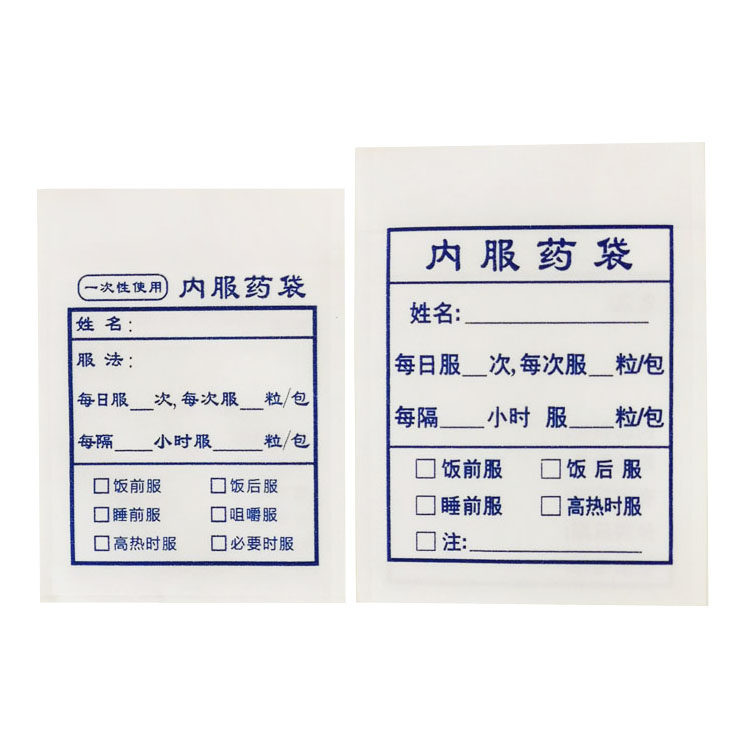 一次性使用 内服药袋
姓名:
服法:
每日服__次,每次服__粒/包
每隔___小时服____粒/包
□饭前服 □饭后服
□睡前服 □咀嚼服
□高热时服 □必要时服
内服药袋
姓名:______________
每日服__次,每次服__粒/包
每隔____小时 服____粒/包
□饭前服 □饭后服
□睡前服 □高热时服
□注:______________